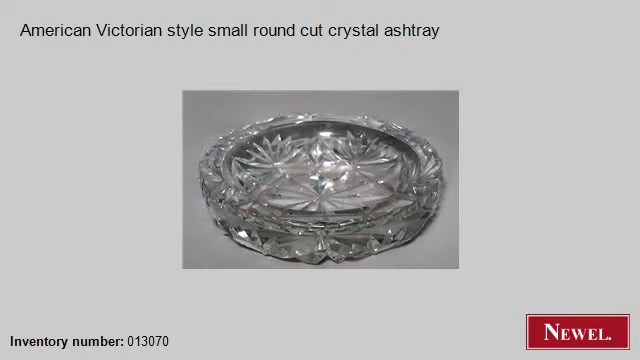 American Victorian style small round cut crystal ashtray
Inventory number: 013070
NEWEL.